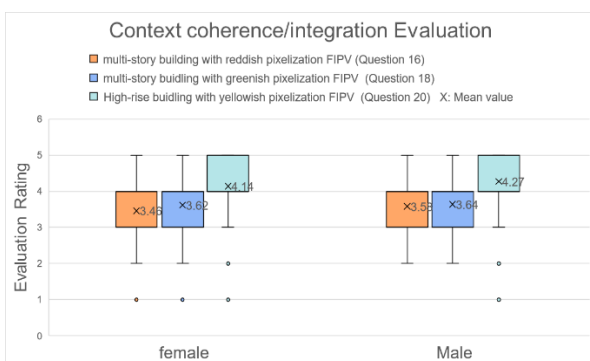 Context coherence/integration Evaluation
multi-story builing with reddish pixelization FIPV (Question 16)
multi-story buidling with greenish pixelization FIPV (Question 18)
High-rise buidling with yellowish pixelization FIPV (Question 20) X: Mean value
6
5
4
3
2
1
0
Evaluation Rating
3.46
3.62
4.14
3.58
3.64
4.27
female
Male